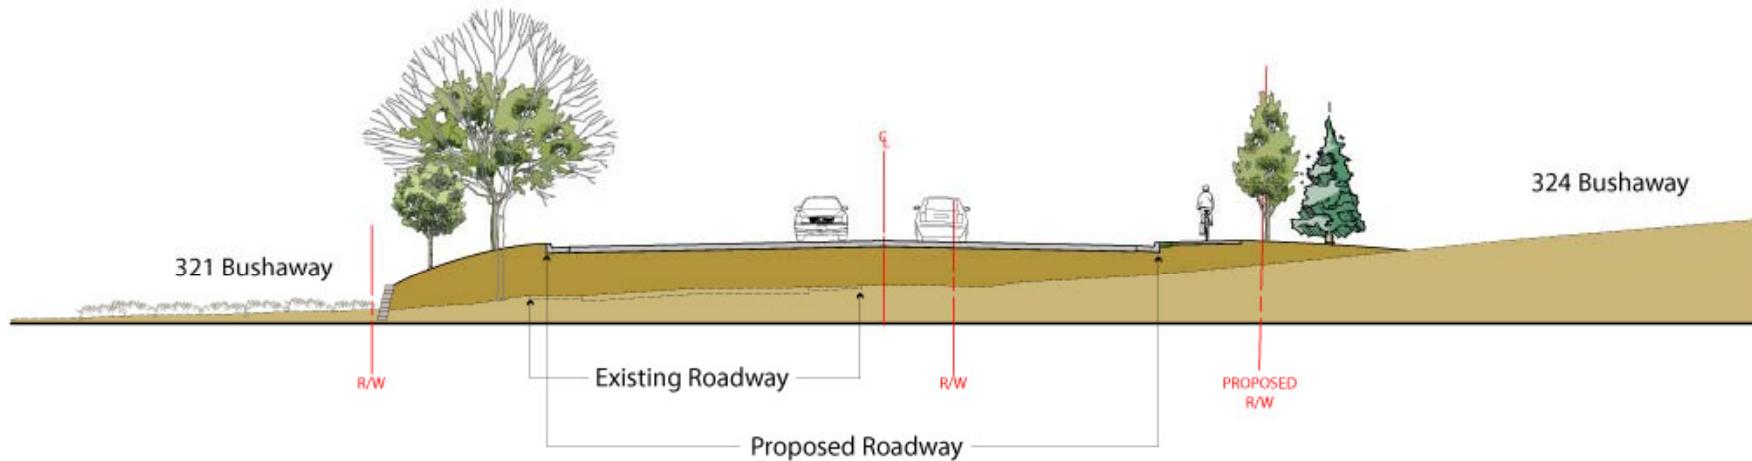 ℄
324 Bushaway
321 Bushaway
R/W
Existing Roadway
R/W
PROPOSED
R/W
Proposed Roadway